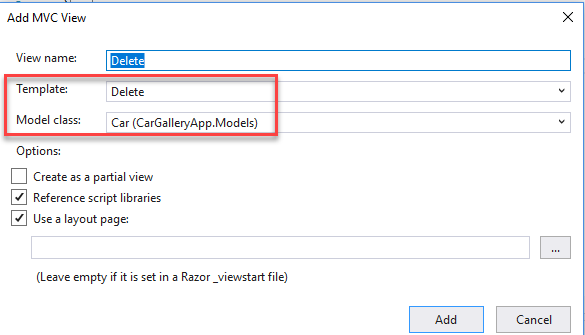 Add MVC View
View name: Delete
Template: Delete
Model class: Car (CarGalleryApp.Models)
Options:
Create as a partial view
Reference script libraries
Use a layout page:
...
(Leave empty if it is set in a Razor _viewstart file)
Add Cancel